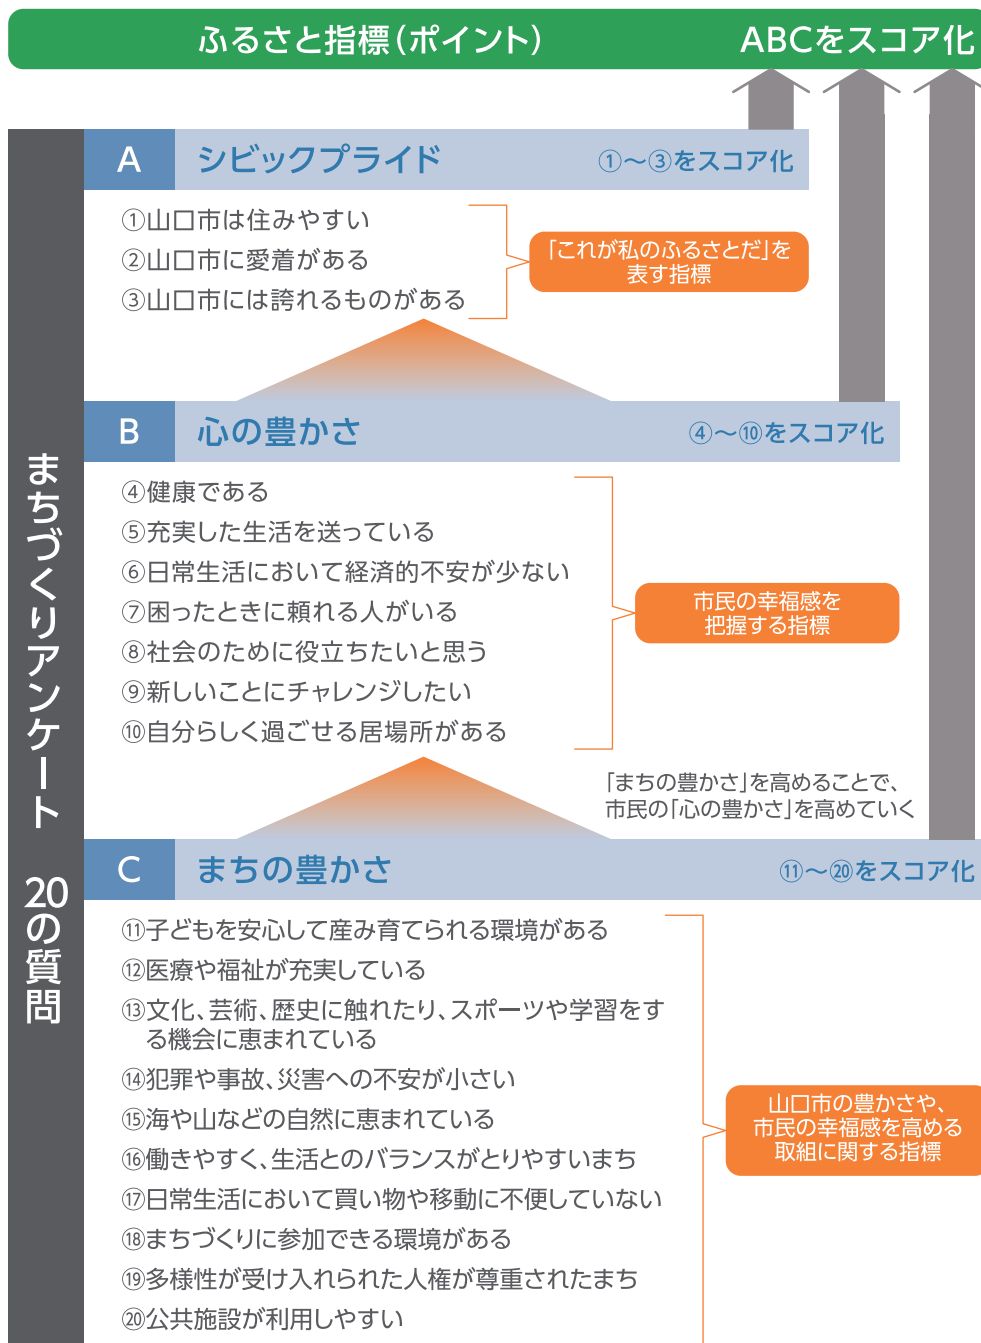 ふるさと指標（ポイント）
ABCをスコア化
まちづくりアンケート 20の質問
A
シビックプライド
①～③をスコア化
①山口市は住みやすい
②山口市に愛着がある
③山口市には誇れるものがある
「これが私のふるさとだ」を
表す指標
B
心の豊かさ
④～⑩をスコア化
④健康である
⑤充実した生活を送っている
⑥日常生活において経済的不安が少ない
⑦困ったときに頼れる人がいる
⑧社会のために役立ちたいと思う
⑨新しいことにチャレンジしたい
⑩自分らしく過ごせる居場所がある
市民の幸福感を
把握する指標
「まちの豊かさ」を高めることで、
市民の「心の豊かさ」を高めていく
C
まちの豊かさ
⑪～⑳をスコア化
⑪子どもを安心して産み育てられる環境がある
⑫医療や福祉が充実している
⑬文化、芸術、歴史に触れたり、スポーツや学習をす
る機会に恵まれている
⑭犯罪や事故、災害への不安が小さい
⑮海や山などの自然に恵まれている
⑯働きやすく、生活とのバランスがとりやすいまち
⑰日常生活において買い物や移動に不便していない
⑱まちづくりに参加できる環境がある
⑲多様性が受け入れられた人権が尊重されたまち
⑳公共施設が利用しやすい
山口市の豊かさや、
市民の幸福感を高める
取組に関する指標